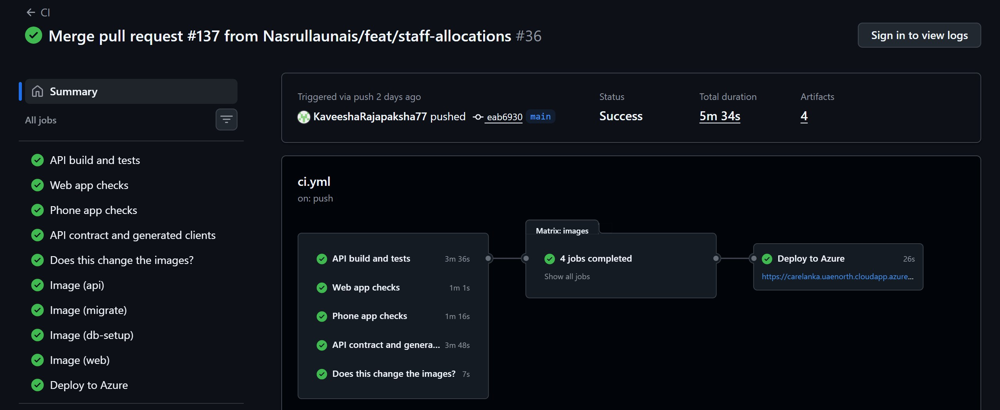 CI
Merge pull request #137 from Nasrullaunais/feat/staff-allocations #36
Sign in to view logs
Summary
All jobs
API build and tests
Web app checks
Phone app checks
API contract and generated clients
Does this change the images?
Image (api)
Image (migrate)
Image (db-setup)
Image (web)
Deploy to Azure
Triggered via push 2 days ago
KaveeshaRajapaksha77 pushed eab6930 main
Status
Success
Total duration
5m 34s
Artifacts
4
ci.yml
on: push
API build and tests 3m 36s
Web app checks 1m 1s
Phone app checks 1m 16s
API contract and genera... 3m 48s
Does this change the images? 7s
Matrix: images
4 jobs completed
Show all jobs
Deploy to Azure 26s
https://carelanka.uaenorth.cloudapp.azure...